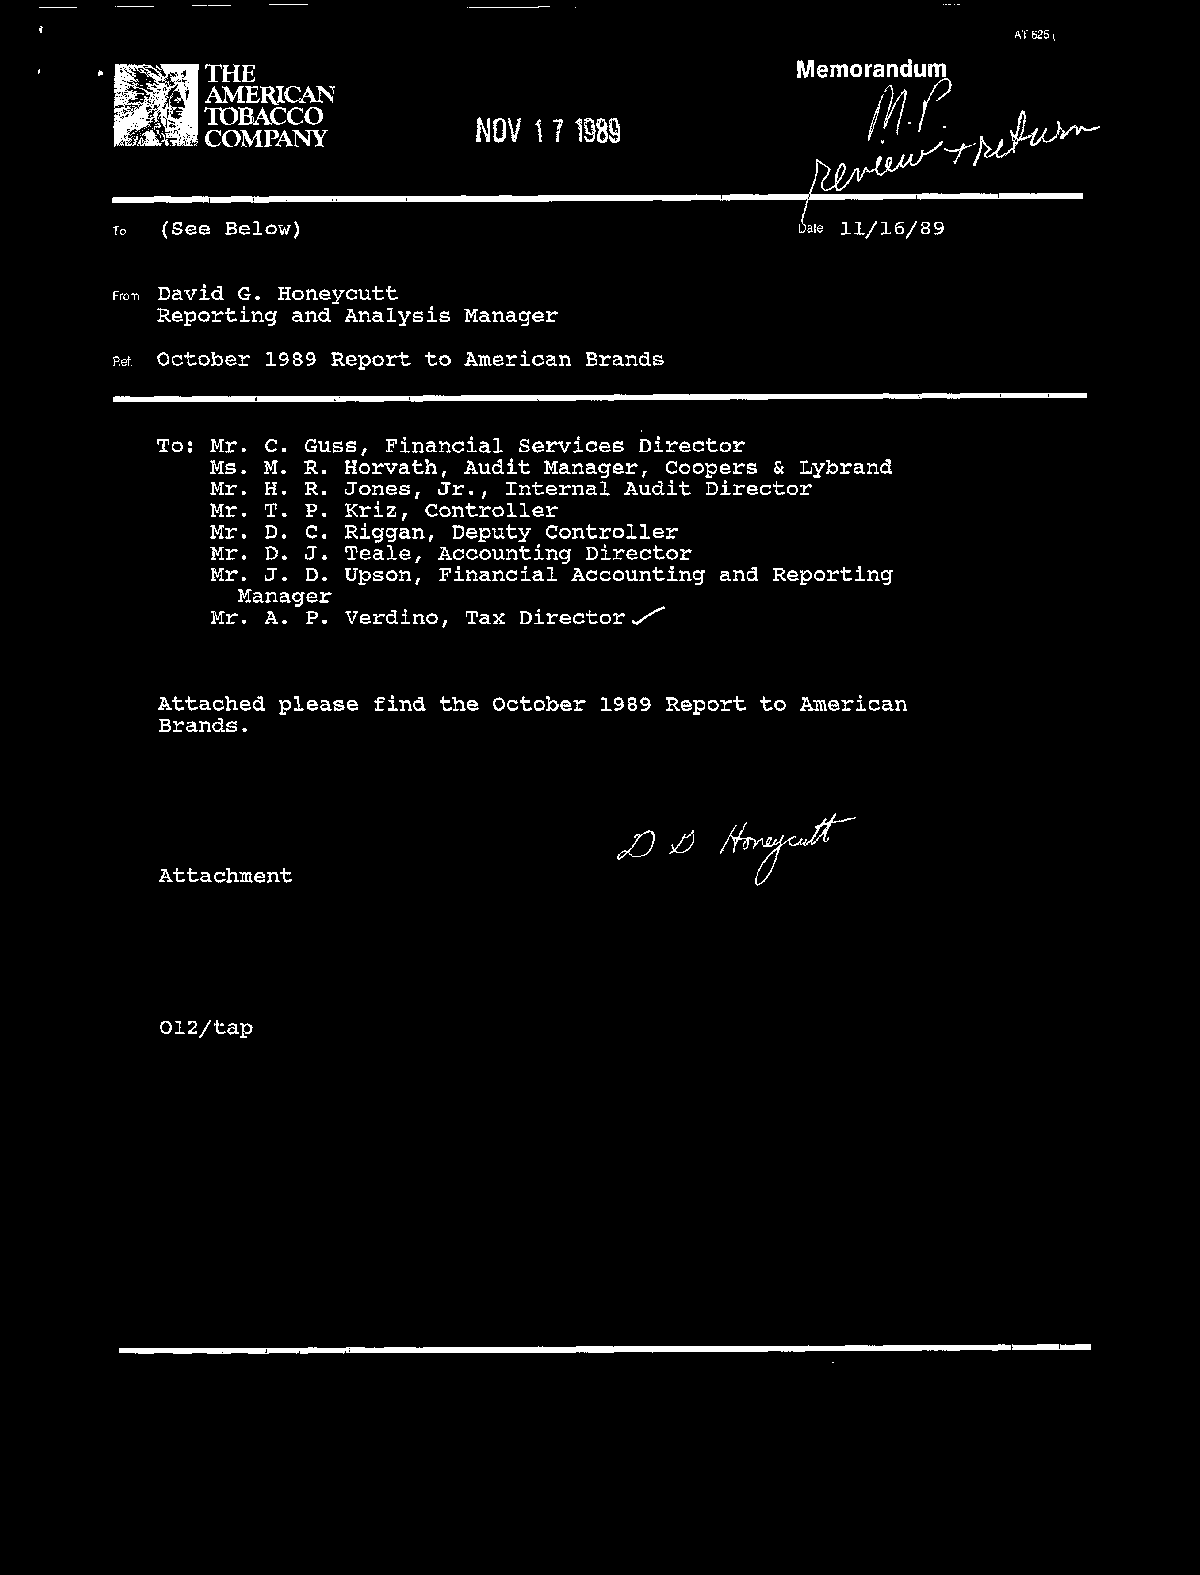 AT 625
THE
AMERICAN
TOBACCO
COMPANY
Memorandum
NOV 17 1989
M.P.
review + return
To (See Below)
Date 11/16/89
From David G. Honeycutt
Reporting and Analysis Manager
Ref. October 1989 Report to American Brands
To: Mr. C. Guss, Financial Services Director
Ms. M. R. Horvath, Audit Manager, Coopers & Lybrand
Mr. H. R. Jones, Jr., Internal Audit Director
Mr. T. P. Kriz, Controller
Mr. D. C. Riggan, Deputy Controller
Mr. D. J. Teale, Accounting Director
Mr. J. D. Upson, Financial Accounting and Reporting
Manager
Mr. A. P. Verdino, Tax Director
Attached please find the October 1989 Report to American
Brands.
Honeycutt
Attachment
012/tap